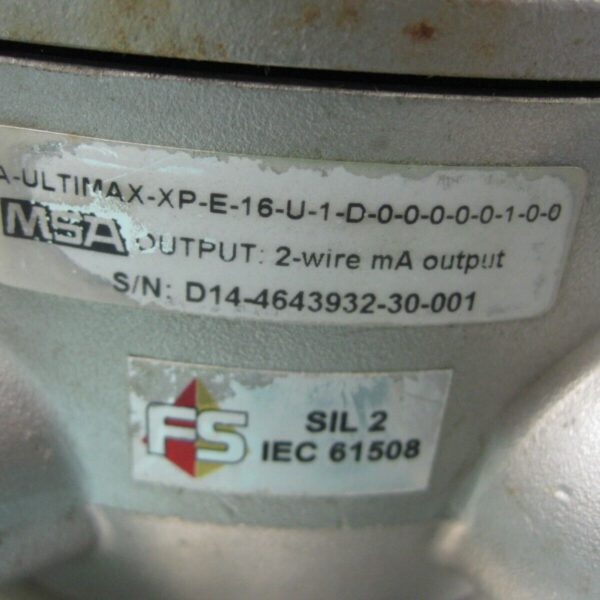 A-ULTIMAX-XP-E-16-U-1-D-0-0-0-0-0-1-0-0
MSA OUTPUT: 2-wire mA output
S/N: D14-4643932-30-001
FS SIL 2
IEC 61508